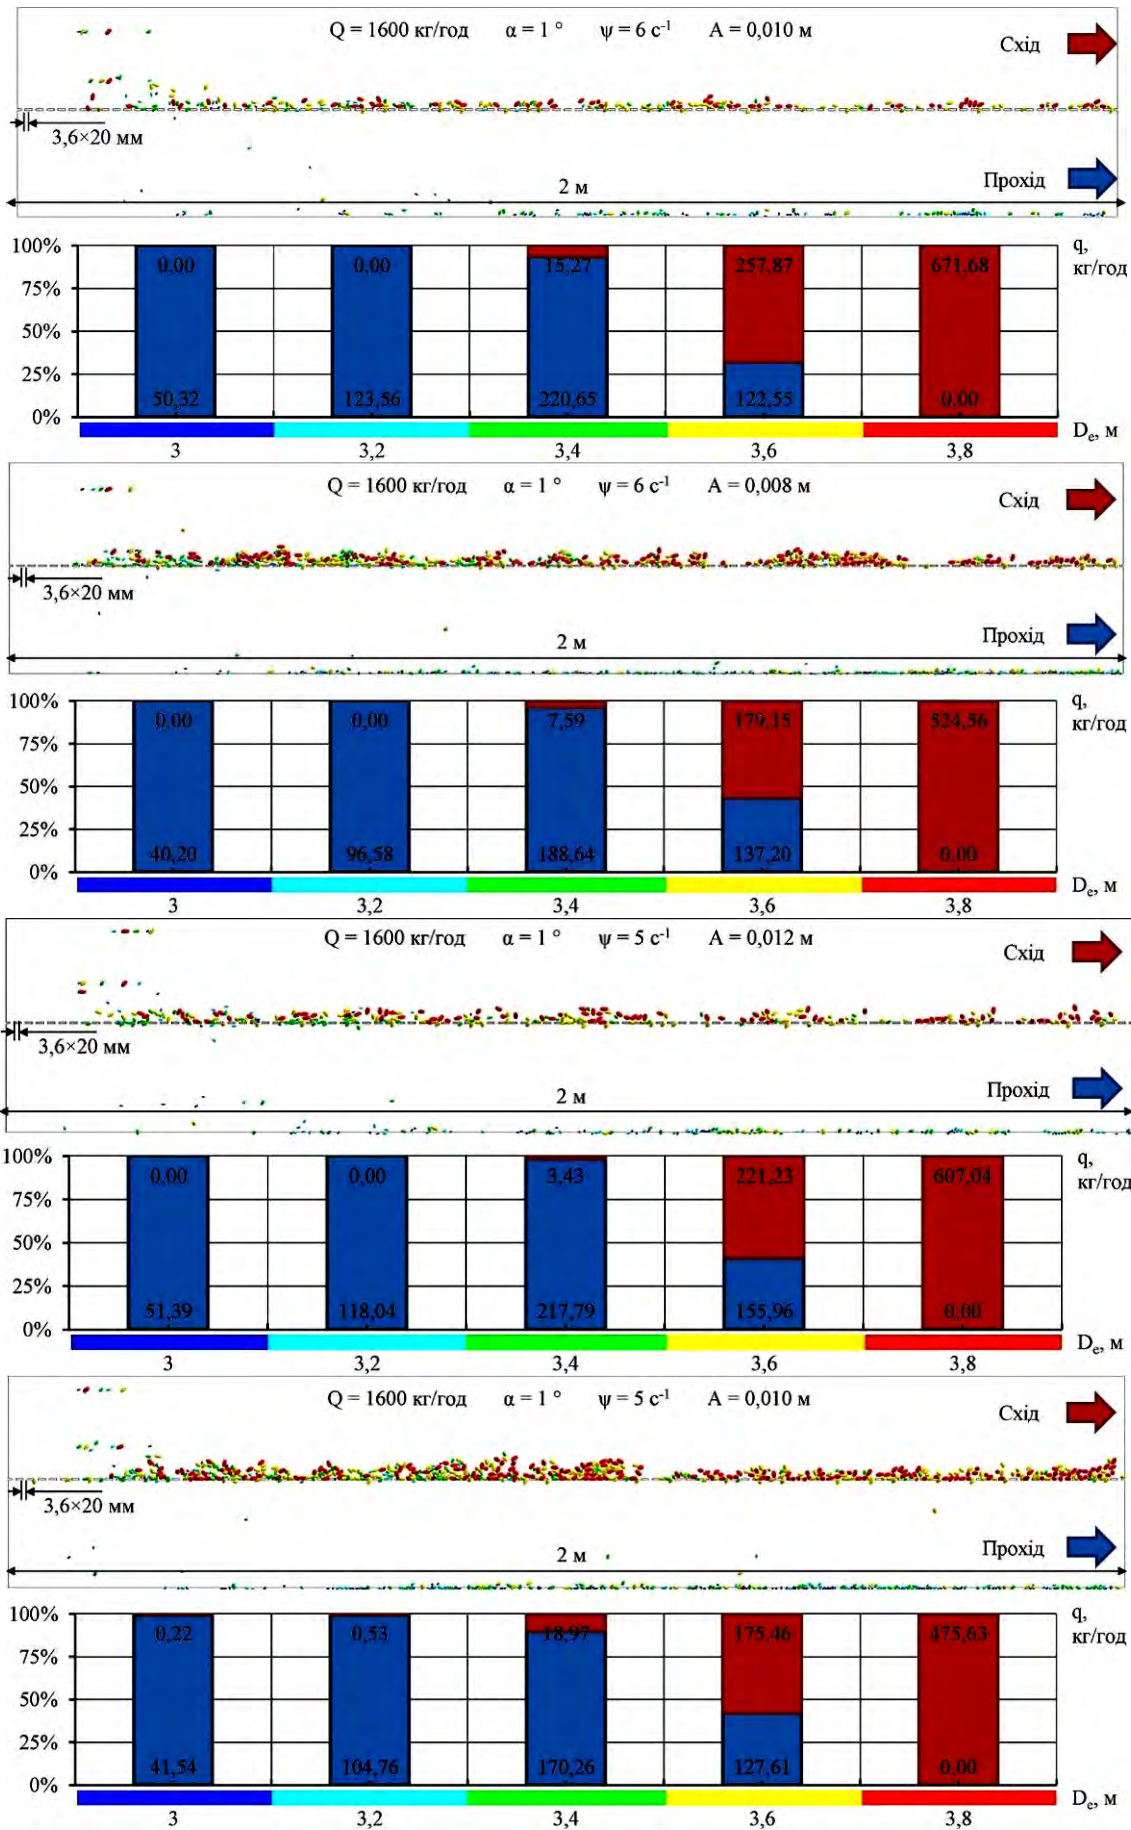 Q = 1600 кг/год α = 1 ° ψ = 6 с⁻¹ A = 0,010 м
Схід
3,6×20 мм
Прохід
2 м
100% q,
0,00 0,00 15,27 257,87 671,68 кг/год
75%
50%
25%
50,32 123,56 220,65 122,55 0,00
0% Dₑ, м
3 3,2 3,4 3,6 3,8
Q = 1600 кг/год α = 1 ° ψ = 6 с⁻¹ A = 0,008 м
Схід
3,6×20 мм
Прохід
2 м
100% q,
0,00 0,00 7,59 179,15 524,56 кг/год
75%
50%
25%
40,20 96,58 188,64 137,20 0,00
0% Dₑ, м
3 3,2 3,4 3,6 3,8
Q = 1600 кг/год α = 1 ° ψ = 5 с⁻¹ A = 0,012 м
Схід
3,6×20 мм
Прохід
2 м
100% q,
0,00 0,00 3,43 221,23 607,04 кг/год
75%
50%
25%
51,39 118,04 217,79 155,96 0,00
0% Dₑ, м
3 3,2 3,4 3,6 3,8
Q = 1600 кг/год α = 1 ° ψ = 5 с⁻¹ A = 0,010 м
Схід
3,6×20 мм
Прохід
2 м
100% q,
0,22 0,53 18,97 175,46 475,63 кг/год
75%
50%
25%
41,54 104,76 170,26 127,61 0,00
0% Dₑ, м
3 3,2 3,4 3,6 3,8